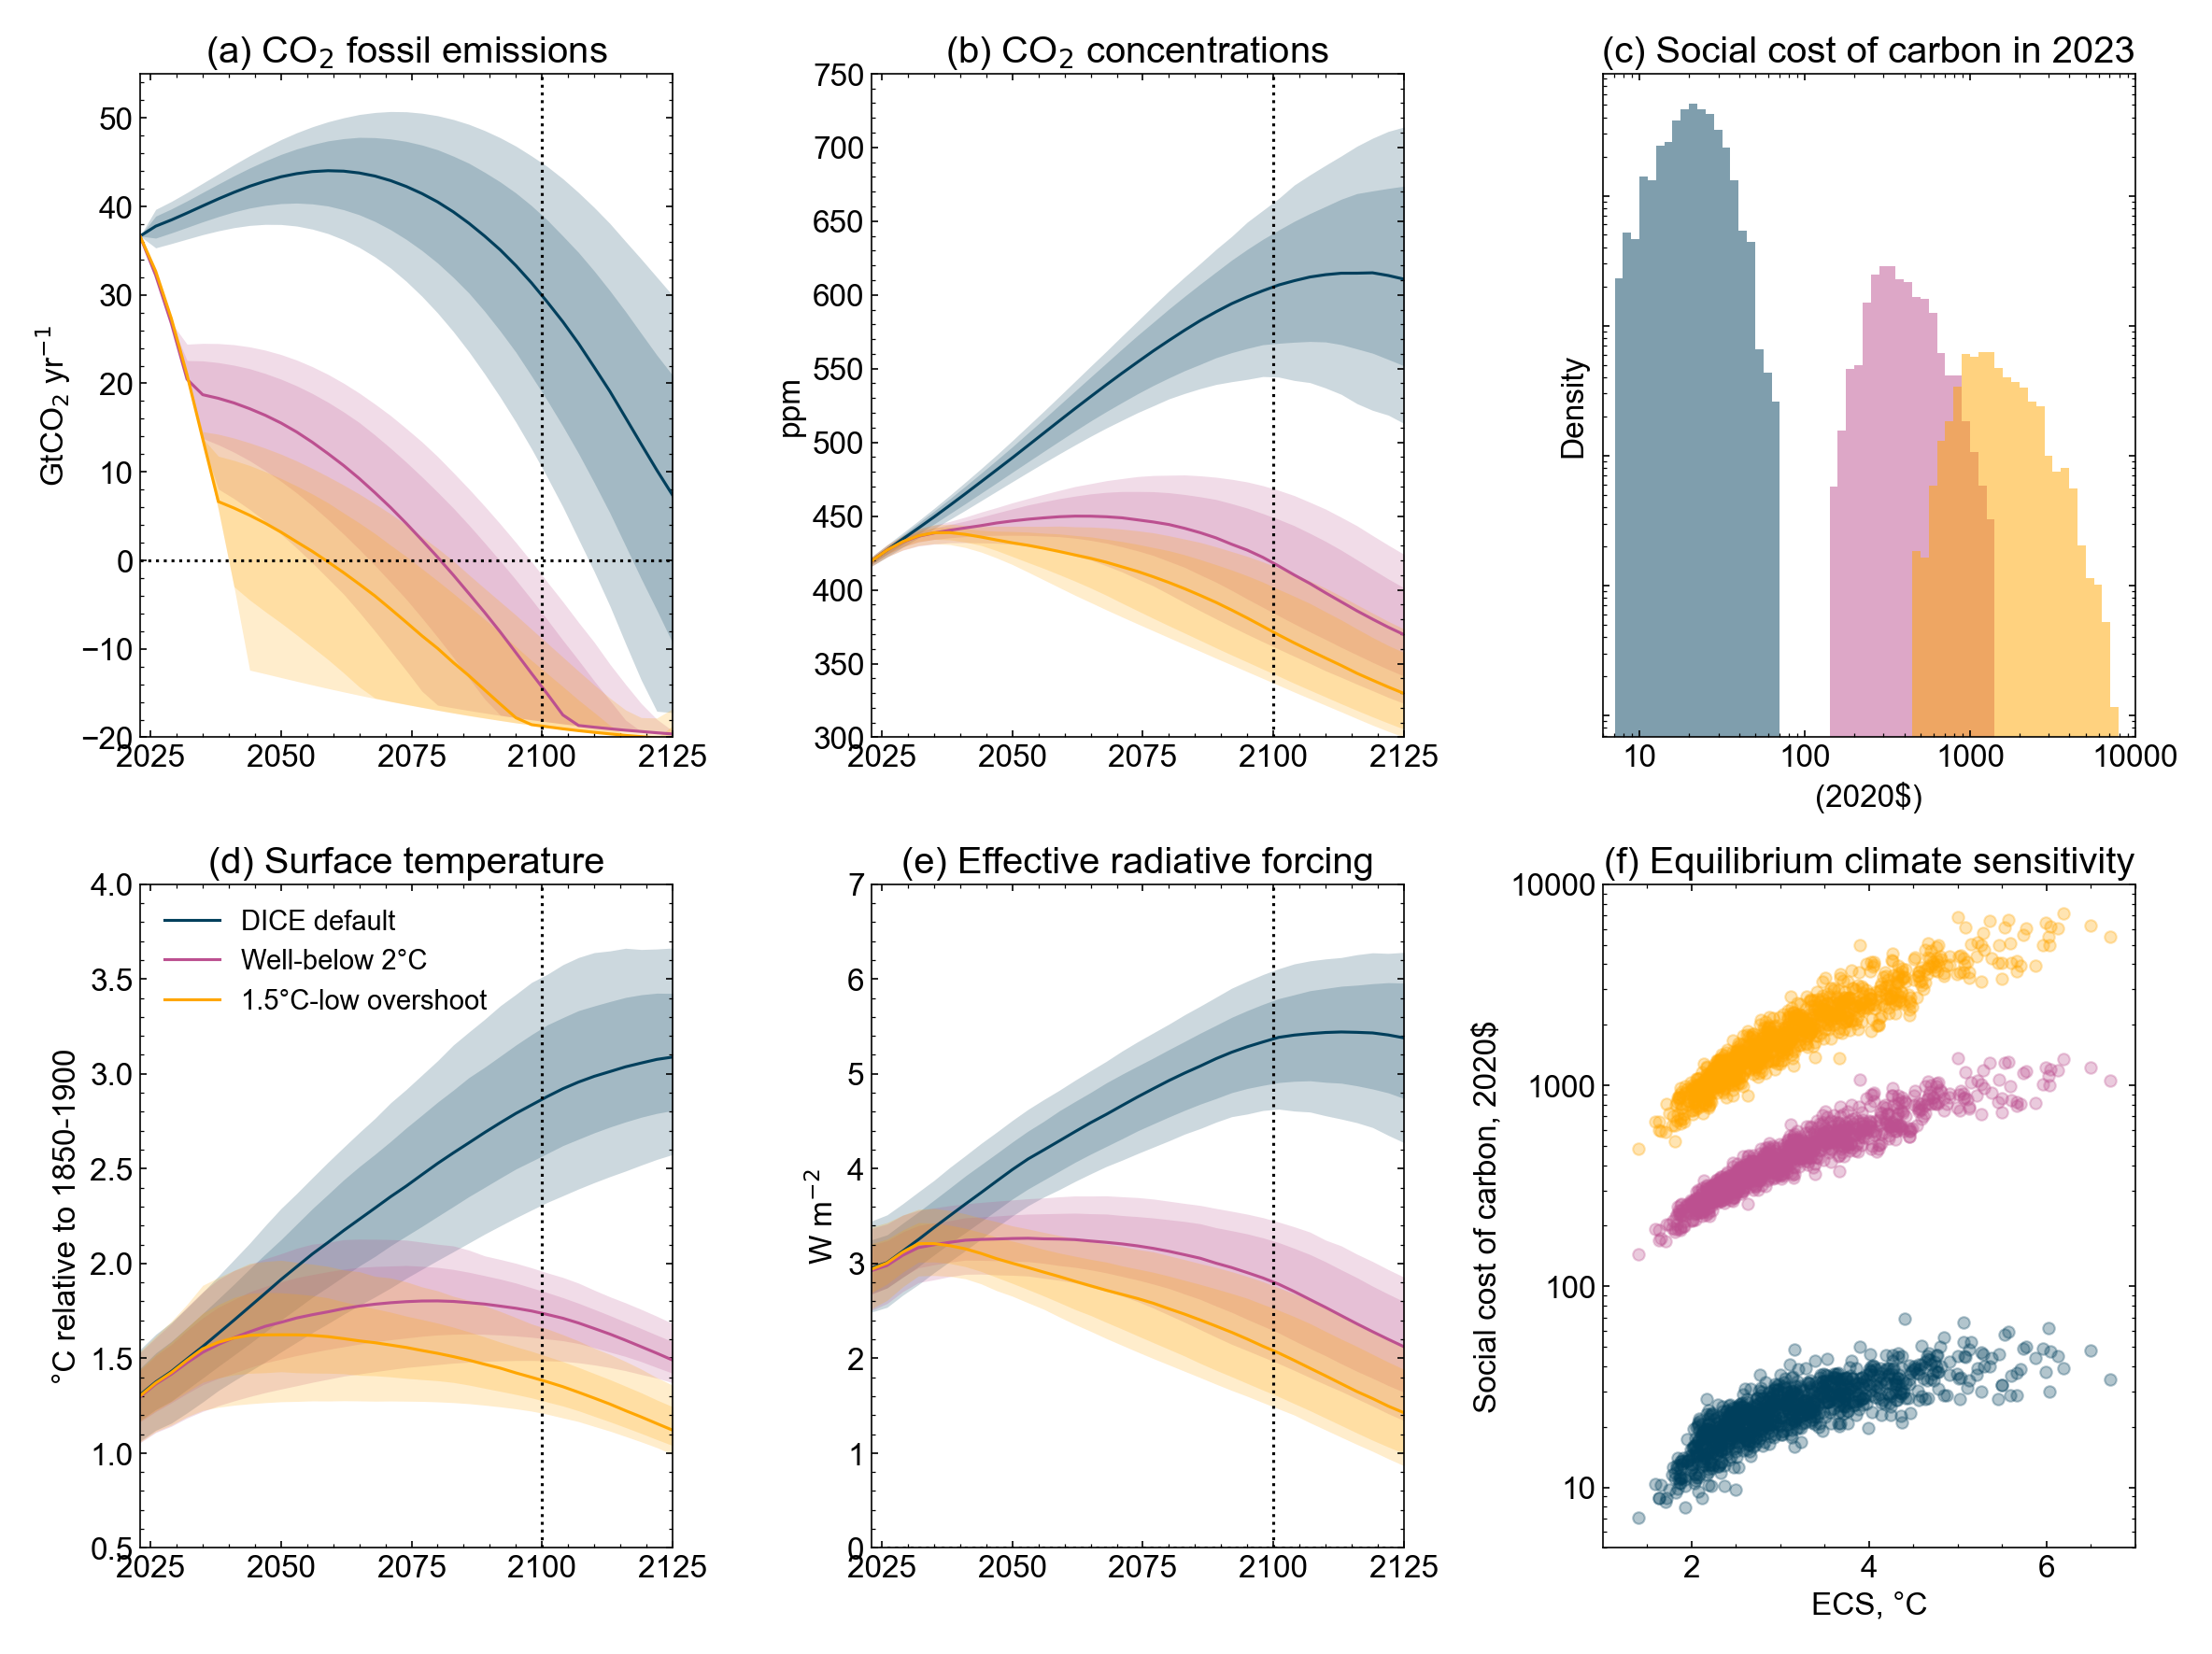 (a) CO₂ fossil emissions
GtCO₂ yr⁻¹
50
40
30
20
10
0
−10
−20
2025 2050 2075 2100 2125
(b) CO₂ concentrations
ppm
750
700
650
600
550
500
450
400
350
300
2025 2050 2075 2100 2125
(c) Social cost of carbon in 2023
Density
10 100 1000 10000
(2020$)
(d) Surface temperature
°C relative to 1850-1900
4.0
3.5
3.0
2.5
2.0
1.5
1.0
0.5
DICE default
Well-below 2°C
1.5°C-low overshoot
2025 2050 2075 2100 2125
(e) Effective radiative forcing
W m⁻²
7
6
5
4
3
2
1
0
2025 2050 2075 2100 2125
(f) Equilibrium climate sensitivity
Social cost of carbon, 2020$
10000
1000
100
10
2 4 6
ECS, °C